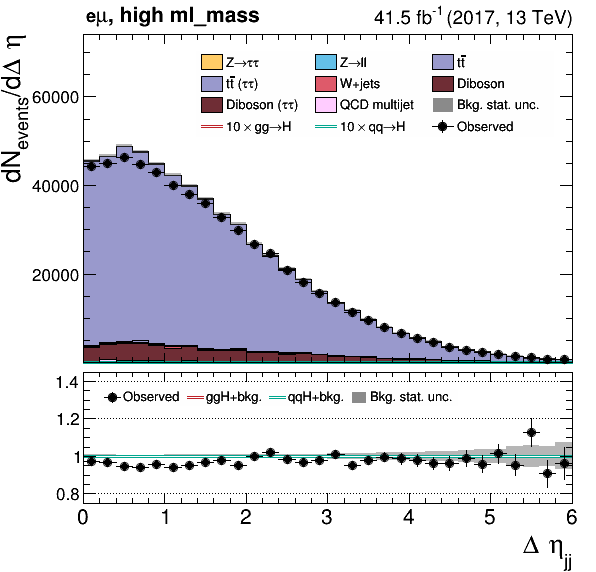 eμ, high ml_mass 41.5 fb⁻¹ (2017, 13 TeV)
dN_events/dΔ η
Z→ττ Z→ll tt̄
tt̄ (ττ) W+jets Diboson
Diboson (ττ) QCD multijet Bkg. stat. unc.
10 × gg→H 10 × qq→H Observed
60000
40000
20000
Observed ggH+bkg. qqH+bkg. Bkg. stat. unc.
1.4
1.2
1
0.8
0 1 2 3 4 5 6
Δ η_jj